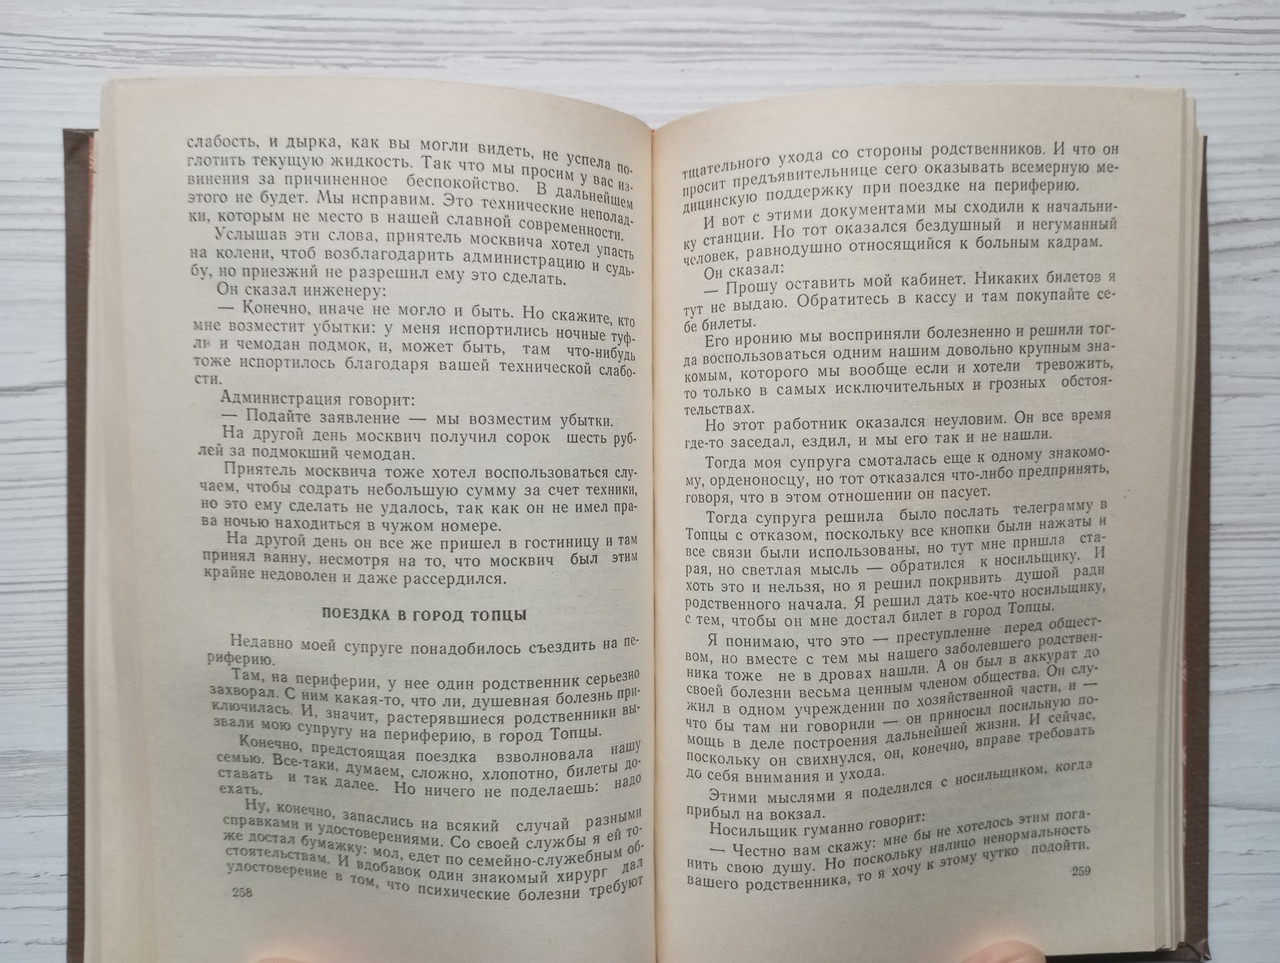 слабость, и дырка, как вы могли видеть, не успела по-
глотить текущую жидкость. Так что мы просим у вас из-
винения за причиненное беспокойство. В дальнейшем
этого не будет. Мы исправим. Это технические неполад-
ки, которым не место в нашей славной современности.
Услышав эти слова, приятель москвича хотел упасть
на колени, чтоб возблагодарить администрацию и судь-
бу, но приезжий не разрешил ему это сделать.
Он сказал инженеру:
— Конечно, иначе не могло и быть. Но скажите, кто
мне возместит убытки: у меня испортились ночные туф-
ли и чемодан подмок, и, может быть, там что-нибудь
тоже испортилось благодаря вашей технической слабо-
сти.
Администрация говорит:
— Подайте заявление — мы возместим убытки.
На другой день москвич получил сорок шесть руб-
лей за подмокший чемодан.
Приятель москвича тоже хотел воспользоваться слу-
чаем, чтобы содрать небольшую сумму за счет техники,
но это ему сделать не удалось, так как он не имел пра-
ва ночью находиться в чужом номере.
На другой день он все же пришел в гостиницу и там
принял ванну, несмотря на то, что москвич был этим
крайне недоволен и даже рассердился.
ПОЕЗДКА В ГОРОД ТОПЦЫ
Недавно моей супруге понадобилось съездить на пе-
риферию.
Там, на периферии, у нее один родственник серьезно
захворал. С ним какая-то, что ли, душевная болезнь при-
ключилась. И, значит, растерявшиеся родственники вы-
звали мою супругу на периферию, в город Топцы.
Конечно, предстоящая поездка взволновала нашу
семью. Все-таки, думаем, сложно, хлопотно, билеты до-
ставать и так далее. Но ничего не поделаешь: надо
ехать.
Ну, конечно, запаслись на всякий случай разными
справками и удостоверениями. Со своей службы я ей то-
же достал бумажку: мол, едет по семейно-служебным об-
стоятельствам. И вдобавок один знакомый хирург дал
удостоверение в том, что психические болезни требуют
258
тщательного ухода со стороны родственников. И что он
просит предъявительнице сего оказывать всемерную ме-
дицинскую поддержку при поездке на периферию.
И вот с этими документами мы сходили к начальни-
ку станции. Но тот оказался бездушный и негуманный
человек, равнодушно относящийся к больным кадрам.
Он сказал:
— Прошу оставить мой кабинет. Никаких билетов я
тут не выдаю. Обратитесь в кассу и там покупайте се-
бе билеты.
Его иронию мы восприняли болезненно и решили тог-
да воспользоваться одним нашим довольно крупным зна-
комым, которого мы вообще если и хотели тревожить,
то только в самых исключительных и грозных обстоя-
тельствах.
Но этот работник оказался неуловим. Он все время
где-то заседал, ездил, и мы его так и не нашли.
Тогда моя супруга смоталась еще к одному знакомо-
му, орденоносцу, но тот отказался что-либо предпринять,
говоря, что в этом отношении он пасует.
Тогда супруга решила было послать телеграмму в
Топцы с отказом, поскольку все кнопки были нажаты и
все связи были использованы, но тут мне пришла ста-
рая, но светлая мысль — обратился к носильщику. И
хоть это и нельзя, но я решил покривить душой ради
родственного начала. Я решил дать кое-что носильщику,
с тем, чтобы он мне достал билет в город Топцы.
Я понимаю, что это — преступление перед общест-
вом, но вместе с тем мы нашего заболевшего родствен-
ника тоже не в дровах нашли. А он был в аккурат до
своей болезни весьма ценным членом общества. Он слу-
жил в одном учреждении по хозяйственной части, и —
что бы там ни говорили — он приносил посильную по-
мощь в деле построения дальнейшей жизни. И сейчас,
поскольку он свихнулся, он, конечно, вправе требовать
до себя внимания и ухода.
Этими мыслями я поделился с носильщиком, когда
прибыл на вокзал.
Носильщик гуманно говорит:
— Честно вам скажу: мне бы не хотелось этим пога-
нить свою душу. Но поскольку налицо ненормальность
вашего родственника, то я хочу к этому чутко подойти.
259